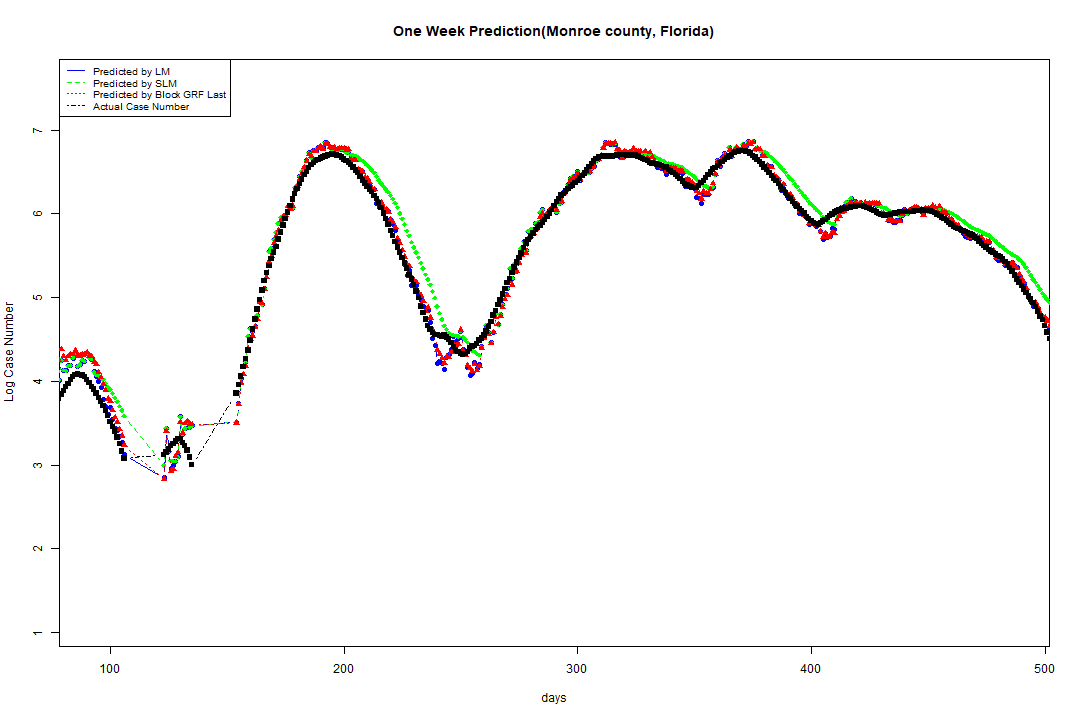 One Week Prediction(Monroe county, Florida)
Predicted by LM
Predicted by SLM
Predicted by Block GRF Last
Actual Case Number
7
6
5
4
3
2
1
Log Case Number
100 200 300 400 500
days